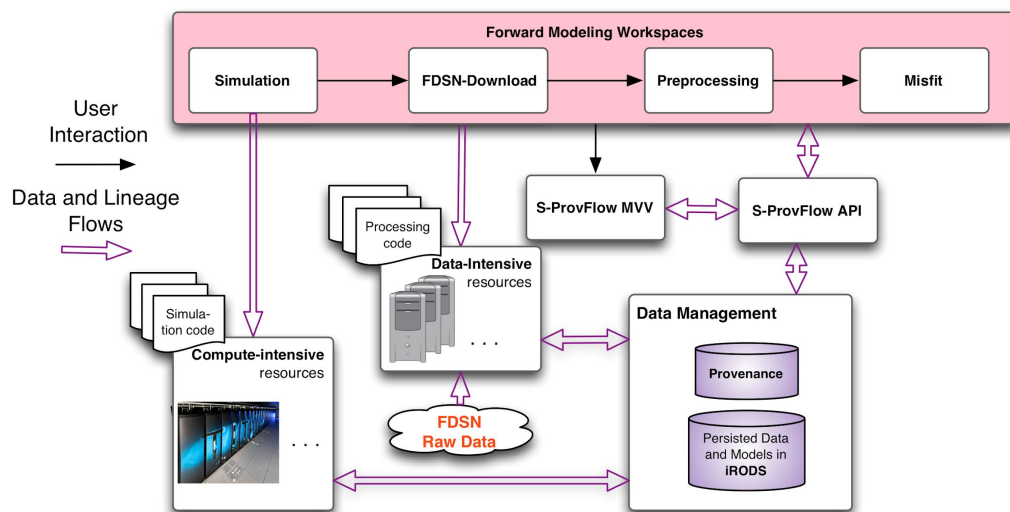 Forward Modeling Workspaces
Simulation
FDSN-Download
Preprocessing
Misfit
User
Interaction
Data and Lineage
Flows
S-ProvFlow MVV
S-ProvFlow API
Processing
code
Data-Intensive
resources
. . .
Simula-
tion code
Compute-intensive
resources
. . .
FDSN
Raw Data
Data Management
Provenance
Persisted Data
and Models in
iRODS